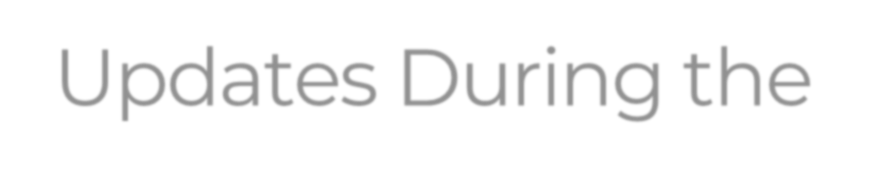 Updates During the